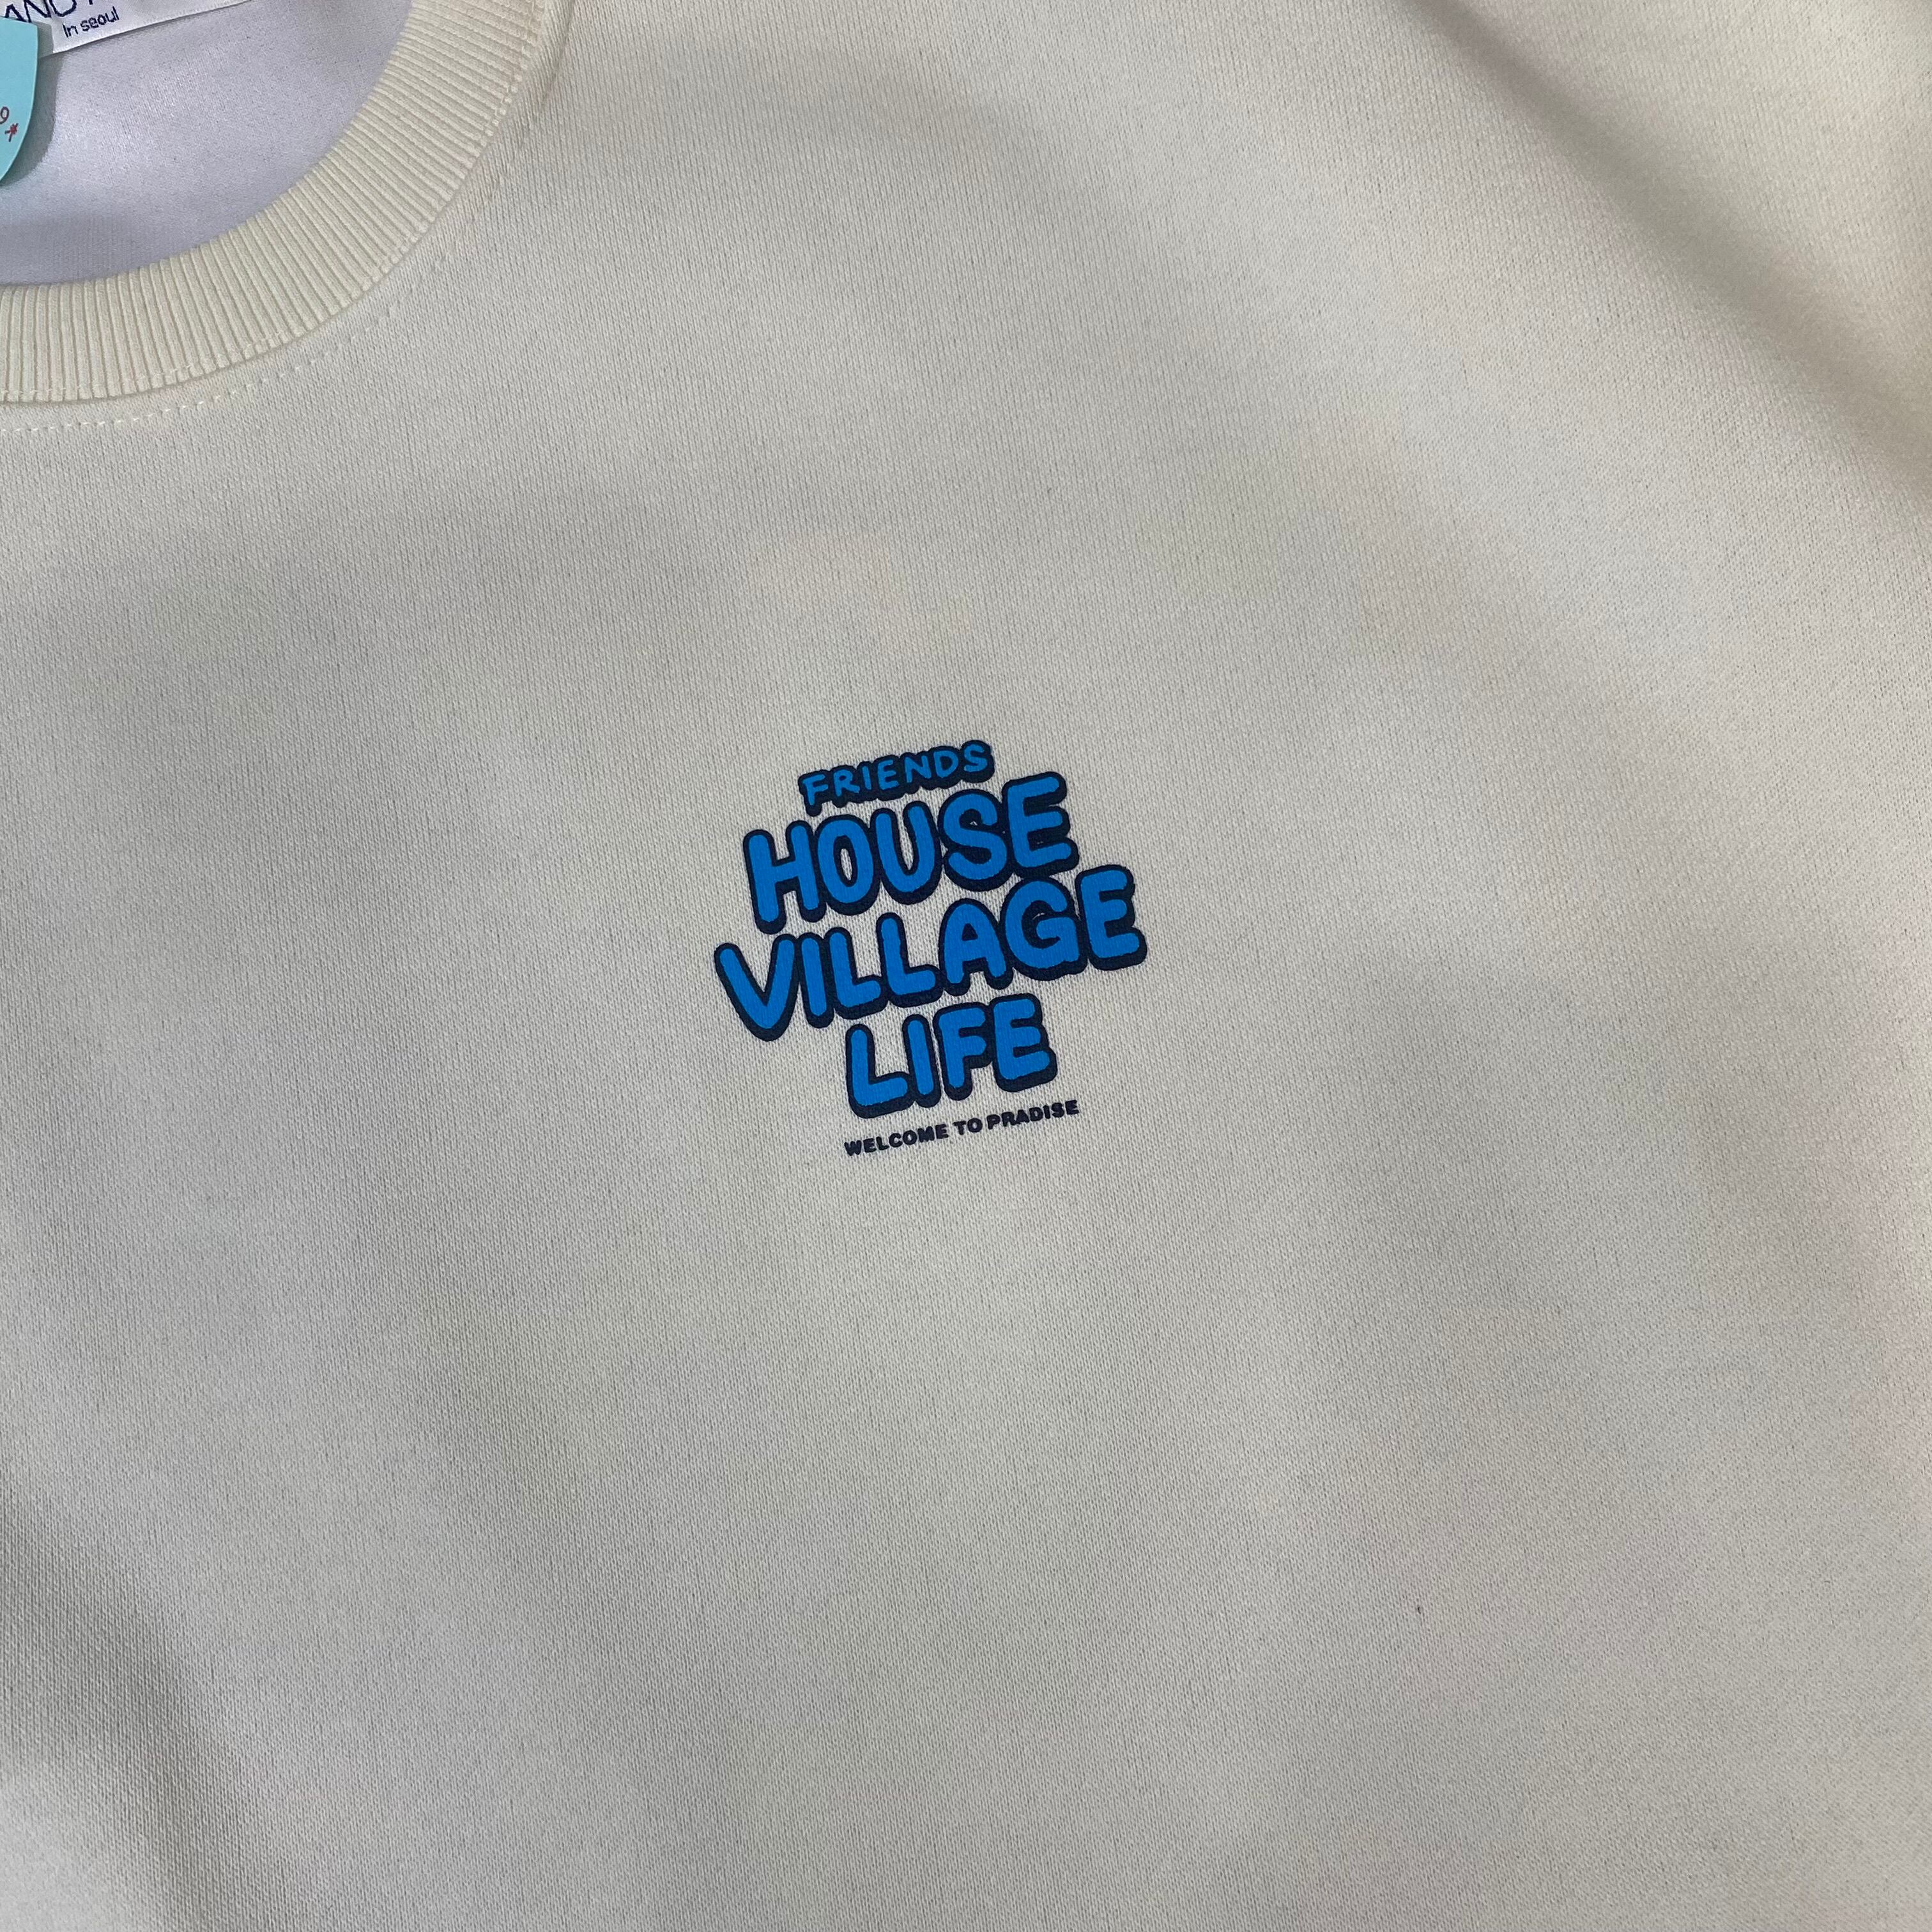 In seoul
FRIENDS
HOUSE
VILLAGE
LIFE
WELCOME TO PRADISE